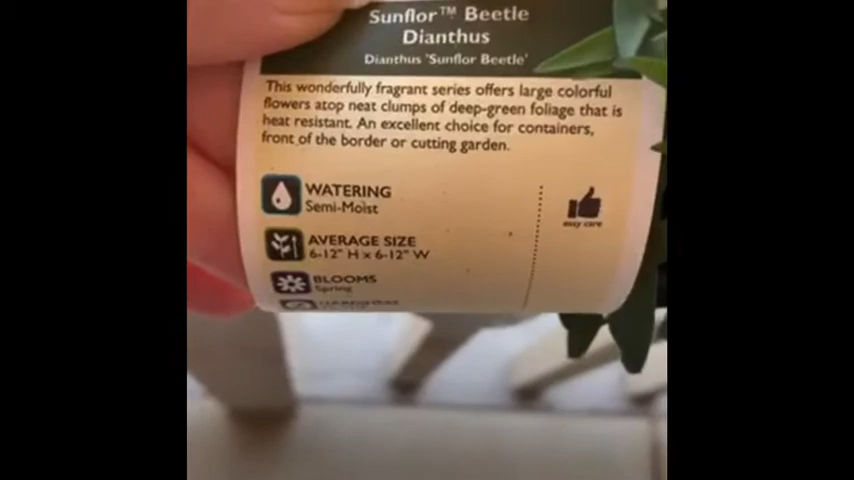 Sunflor™ Beetle
Dianthus
Dianthus 'Sunflor Beetle'
This wonderfully fragrant series offers large colorful
flowers atop neat clumps of deep-green foliage that is
heat resistant. An excellent choice for containers,
front of the border or cutting garden.
WATERING
Semi-Moist
easy care
AVERAGE SIZE
6-12" H x 6-12" W
BLOOMS
Spring